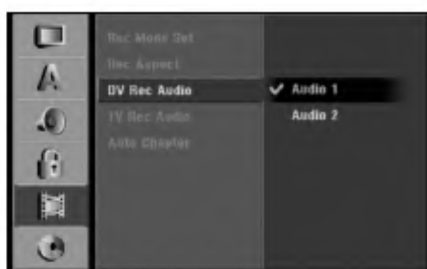 Rec Mode Set
Rec Aspect
DV Rec Audio
TV Rec Audio
Auto Chapter
✔ Audio 1
Audio 2